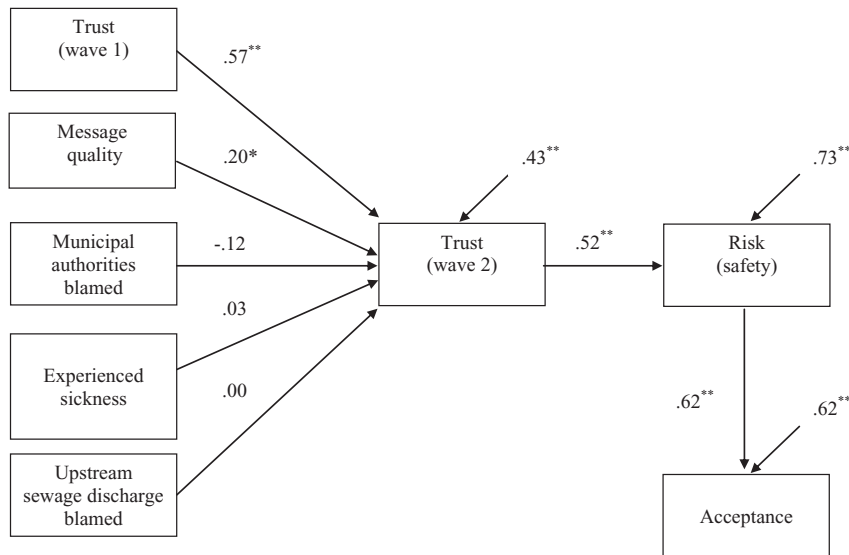 Trust
(wave 1)
.57**
Message
quality
.20*
.43**
.73**
Municipal
authorities
blamed
-.12
Trust
(wave 2)
.52**
Risk
(safety)
.03
Experienced
sickness
.00
.62**
.62**
Upstream
sewage discharge
blamed
Acceptance